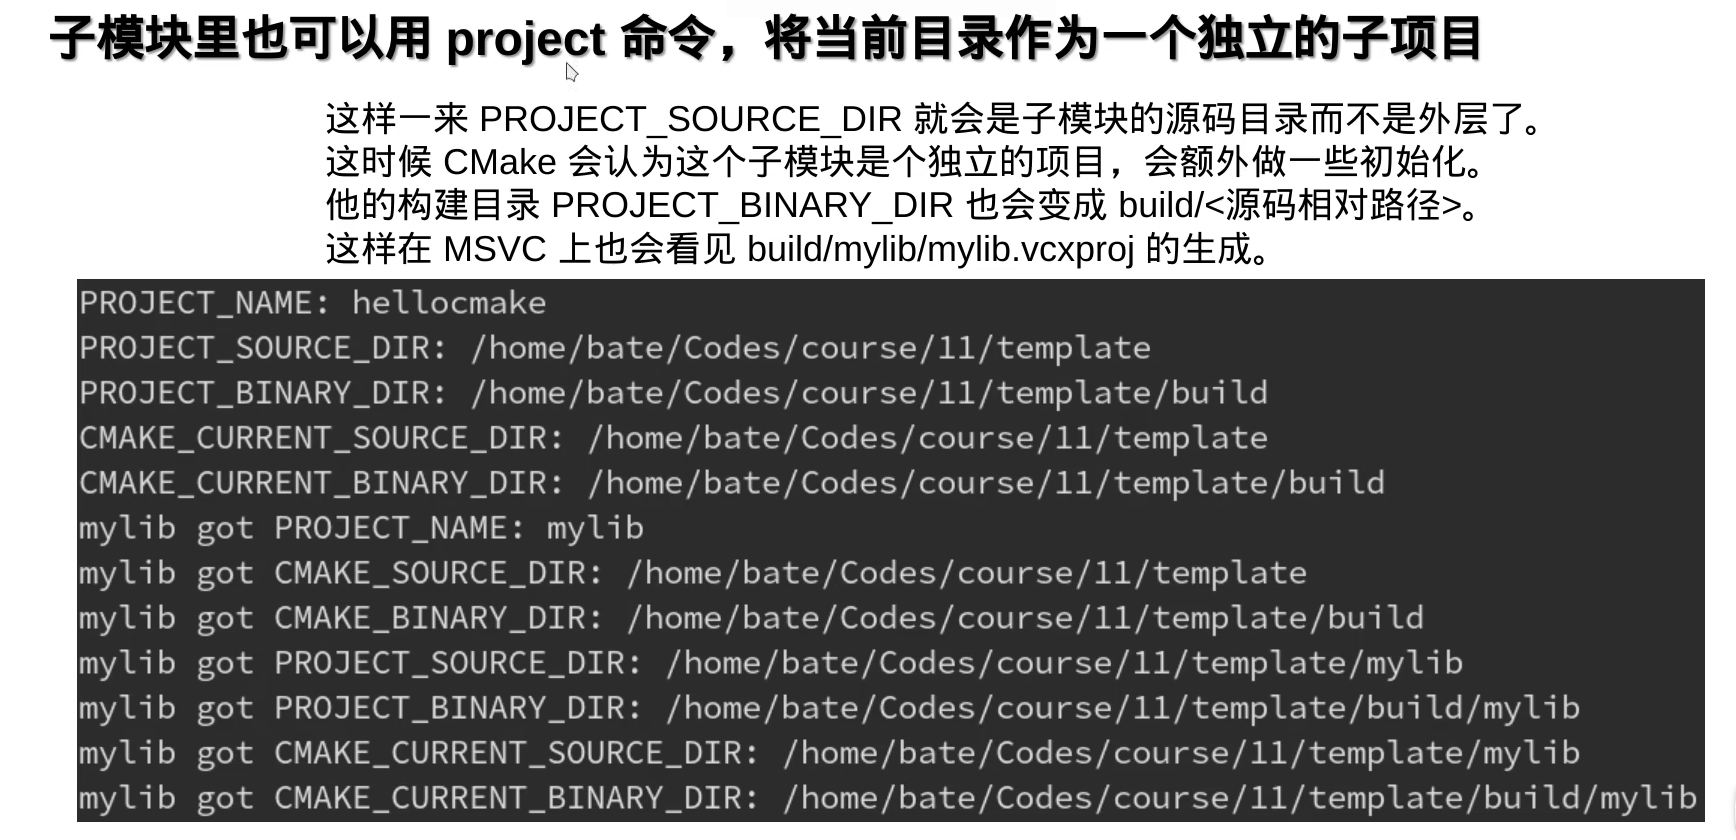 子模块里也可以用 project 命令，将当前目录作为一个独立的子项目
这样一来 PROJECT_SOURCE_DIR 就会是子模块的源码目录而不是外层了。
这时候 CMake 会认为这个子模块是个独立的项目，会额外做一些初始化。
他的构建目录 PROJECT_BINARY_DIR 也会变成 build/<源码相对路径>。
这样在 MSVC 上也会看见 build/mylib/mylib.vcxproj 的生成。
PROJECT_NAME: hellocmake
PROJECT_SOURCE_DIR: /home/bate/Codes/course/11/template
PROJECT_BINARY_DIR: /home/bate/Codes/course/11/template/build
CMAKE_CURRENT_SOURCE_DIR: /home/bate/Codes/course/11/template
CMAKE_CURRENT_BINARY_DIR: /home/bate/Codes/course/11/template/build
mylib got PROJECT_NAME: mylib
mylib got CMAKE_SOURCE_DIR: /home/bate/Codes/course/11/template
mylib got CMAKE_BINARY_DIR: /home/bate/Codes/course/11/template/build
mylib got PROJECT_SOURCE_DIR: /home/bate/Codes/course/11/template/mylib
mylib got PROJECT_BINARY_DIR: /home/bate/Codes/course/11/template/build/mylib
mylib got CMAKE_CURRENT_SOURCE_DIR: /home/bate/Codes/course/11/template/mylib
mylib got CMAKE_CURRENT_BINARY_DIR: /home/bate/Codes/course/11/template/build/mylib